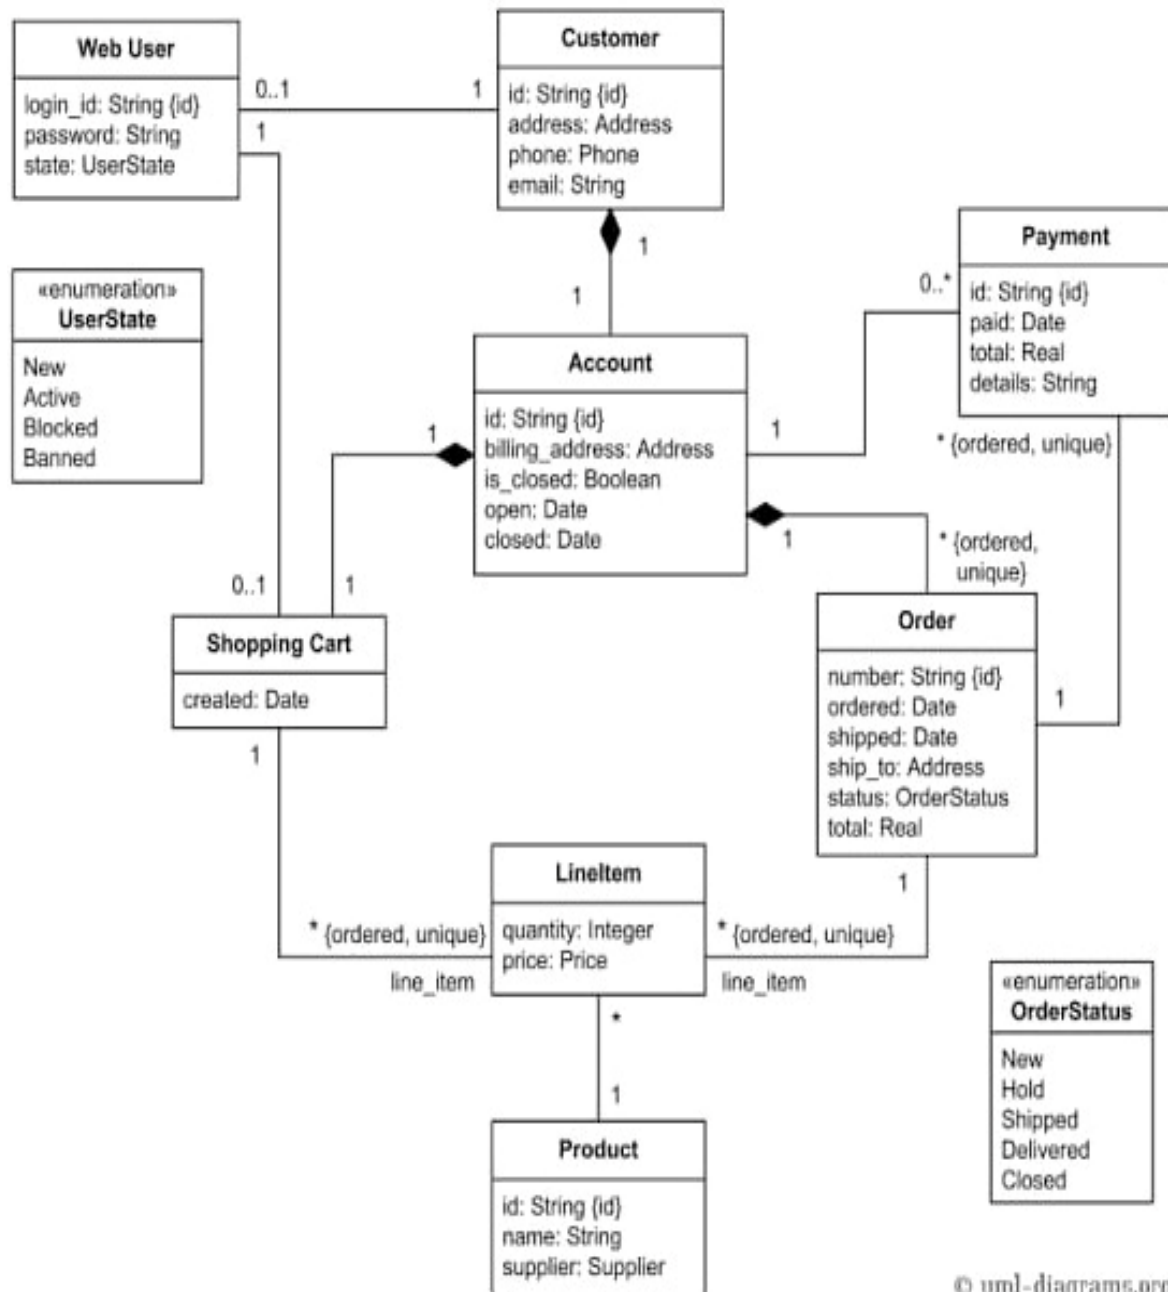 Web User
login_id: String {id}
password: String
state: UserState
0..1
1
1
Customer
id: String {id}
address: Address
phone: Phone
email: String
1
1
«enumeration»
UserState
New
Active
Blocked
Banned
Payment
id: String {id}
paid: Date
total: Real
details: String
0..*
1
* {ordered, unique}
1
Account
id: String {id}
billing_address: Address
is_closed: Boolean
open: Date
closed: Date
1
1
0..1
1
* {ordered,
unique}
Shopping Cart
created: Date
1
Order
number: String {id}
ordered: Date
shipped: Date
ship_to: Address
status: OrderStatus
total: Real
1
LineItem
quantity: Integer
price: Price
* {ordered, unique}
line_item
* {ordered, unique}
line_item
*
1
Product
id: String {id}
name: String
supplier: Supplier
«enumeration»
OrderStatus
New
Hold
Shipped
Delivered
Closed
© uml-diagrams.org